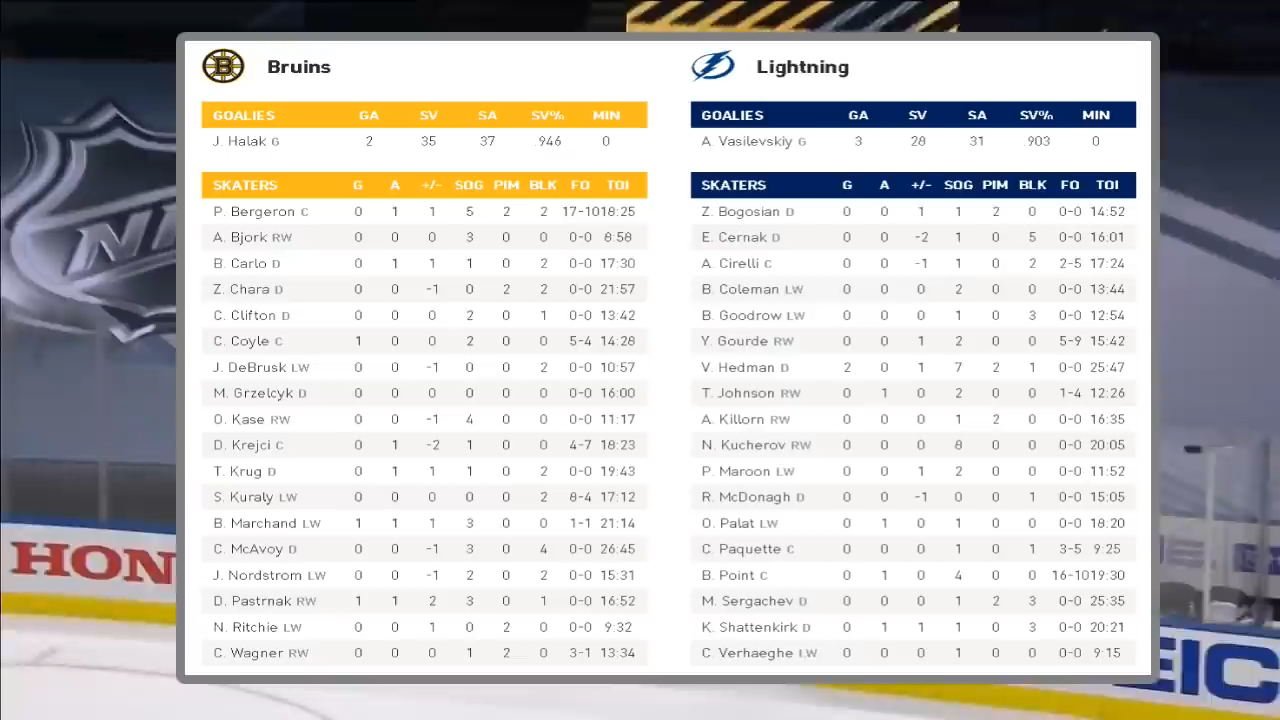 Bruins
GOALIES GA SV SA SV% MIN
J. Halak G 2 35 37 .946 0
SKATERS G A +/- SOG PIM BLK FO TOI
P. Bergeron C 0 1 1 5 2 2 17-10 18:25
A. Bjork RW 0 0 0 3 0 0 0-0 8:58
B. Carlo D 0 1 1 1 0 2 0-0 17:30
Z. Chara D 0 0 -1 0 2 2 0-0 21:57
C. Clifton D 0 0 0 2 0 1 0-0 13:42
C. Coyle C 1 0 0 2 0 0 5-4 14:28
J. DeBrusk LW 0 0 -1 0 0 2 0-0 10:57
M. Grzelcyk D 0 0 0 0 0 0 0-0 16:00
O. Kase RW 0 0 -1 4 0 0 0-0 11:17
D. Krejci C 0 1 -2 1 0 0 4-7 18:23
T. Krug D 0 1 1 1 0 2 0-0 19:43
S. Kuraly LW 0 0 0 0 0 2 8-4 17:12
B. Marchand LW 1 1 1 3 0 0 1-1 21:14
C. McAvoy D 0 0 -1 3 0 4 0-0 26:45
J. Nordstrom LW 0 0 -1 2 0 2 0-0 15:31
D. Pastrnak RW 1 1 2 3 0 1 0-0 16:52
N. Ritchie LW 0 0 1 0 2 0 0-0 9:32
C. Wagner RW 0 0 0 1 2 0 3-1 13:34
Lightning
GOALIES GA SV SA SV% MIN
A. Vasilevskiy G 3 28 31 .903 0
SKATERS G A +/- SOG PIM BLK FO TOI
Z. Bogosian D 0 0 1 1 2 0 0-0 14:52
E. Cernak D 0 0 -2 1 0 5 0-0 16:01
A. Cirelli C 0 0 -1 1 0 2 2-5 17:24
B. Coleman LW 0 0 0 2 0 0 0-0 13:44
B. Goodrow LW 0 0 0 1 0 3 0-0 12:54
Y. Gourde RW 0 0 1 2 0 0 5-9 15:42
V. Hedman D 2 0 1 7 2 1 0-0 25:47
T. Johnson RW 0 1 0 2 0 0 1-4 12:26
A. Killorn RW 0 0 0 1 2 0 0-0 16:35
N. Kucherov RW 0 0 0 8 0 0 0-0 20:05
P. Maroon LW 0 0 1 2 0 0 0-0 11:52
R. McDonagh D 0 0 -1 0 0 1 0-0 15:05
O. Palat LW 0 1 0 1 0 0 0-0 18:20
C. Paquette C 0 0 0 1 0 1 3-5 9:25
B. Point C 0 1 0 4 0 0 16-10 19:30
M. Sergachev D 0 0 0 1 2 3 0-0 25:35
K. Shattenkirk D 0 1 1 1 0 3 0-0 20:21
C. Verhaeghe LW 0 0 0 1 0 0 0-0 9:15
HON
EIC